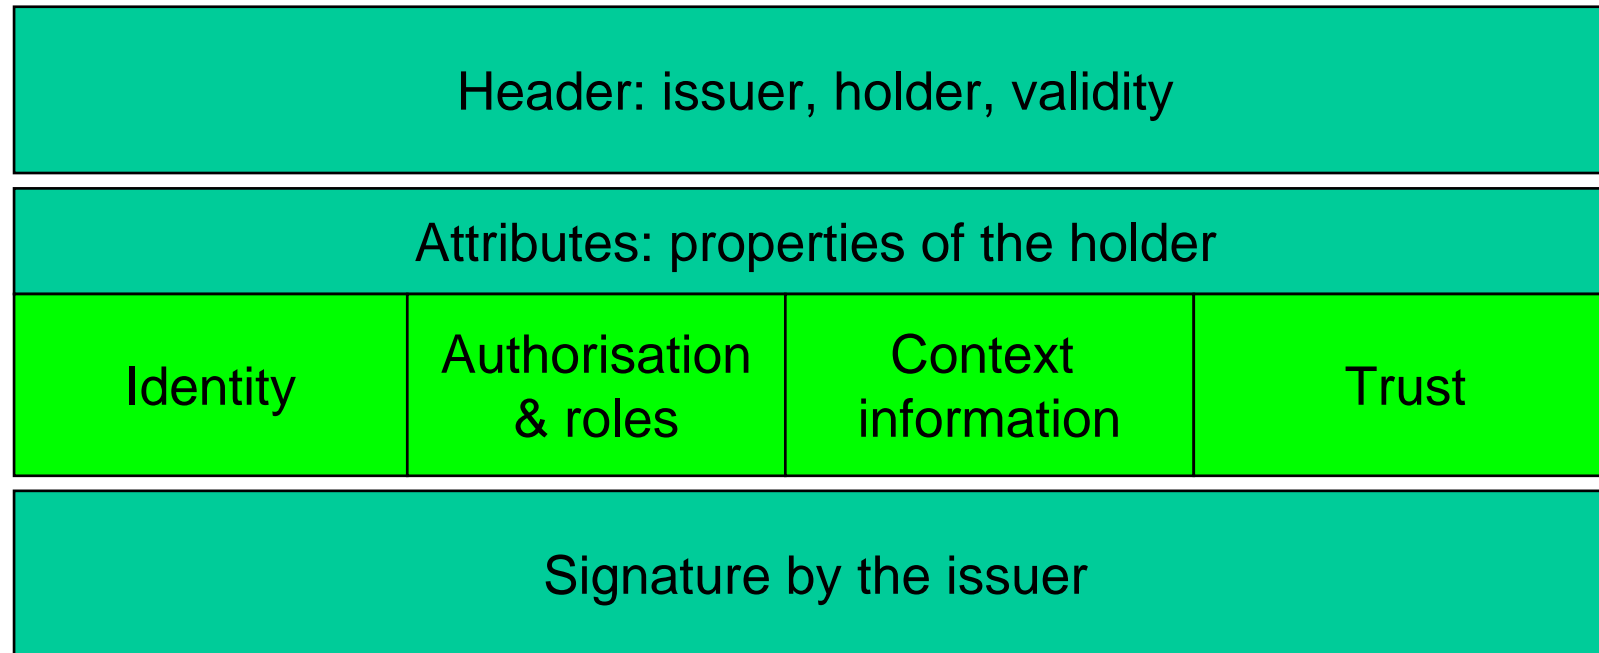 Header: issuer, holder, validity
Attributes: properties of the holder
Identity
Authorisation
& roles
Context
information
Trust
Signature by the issuer